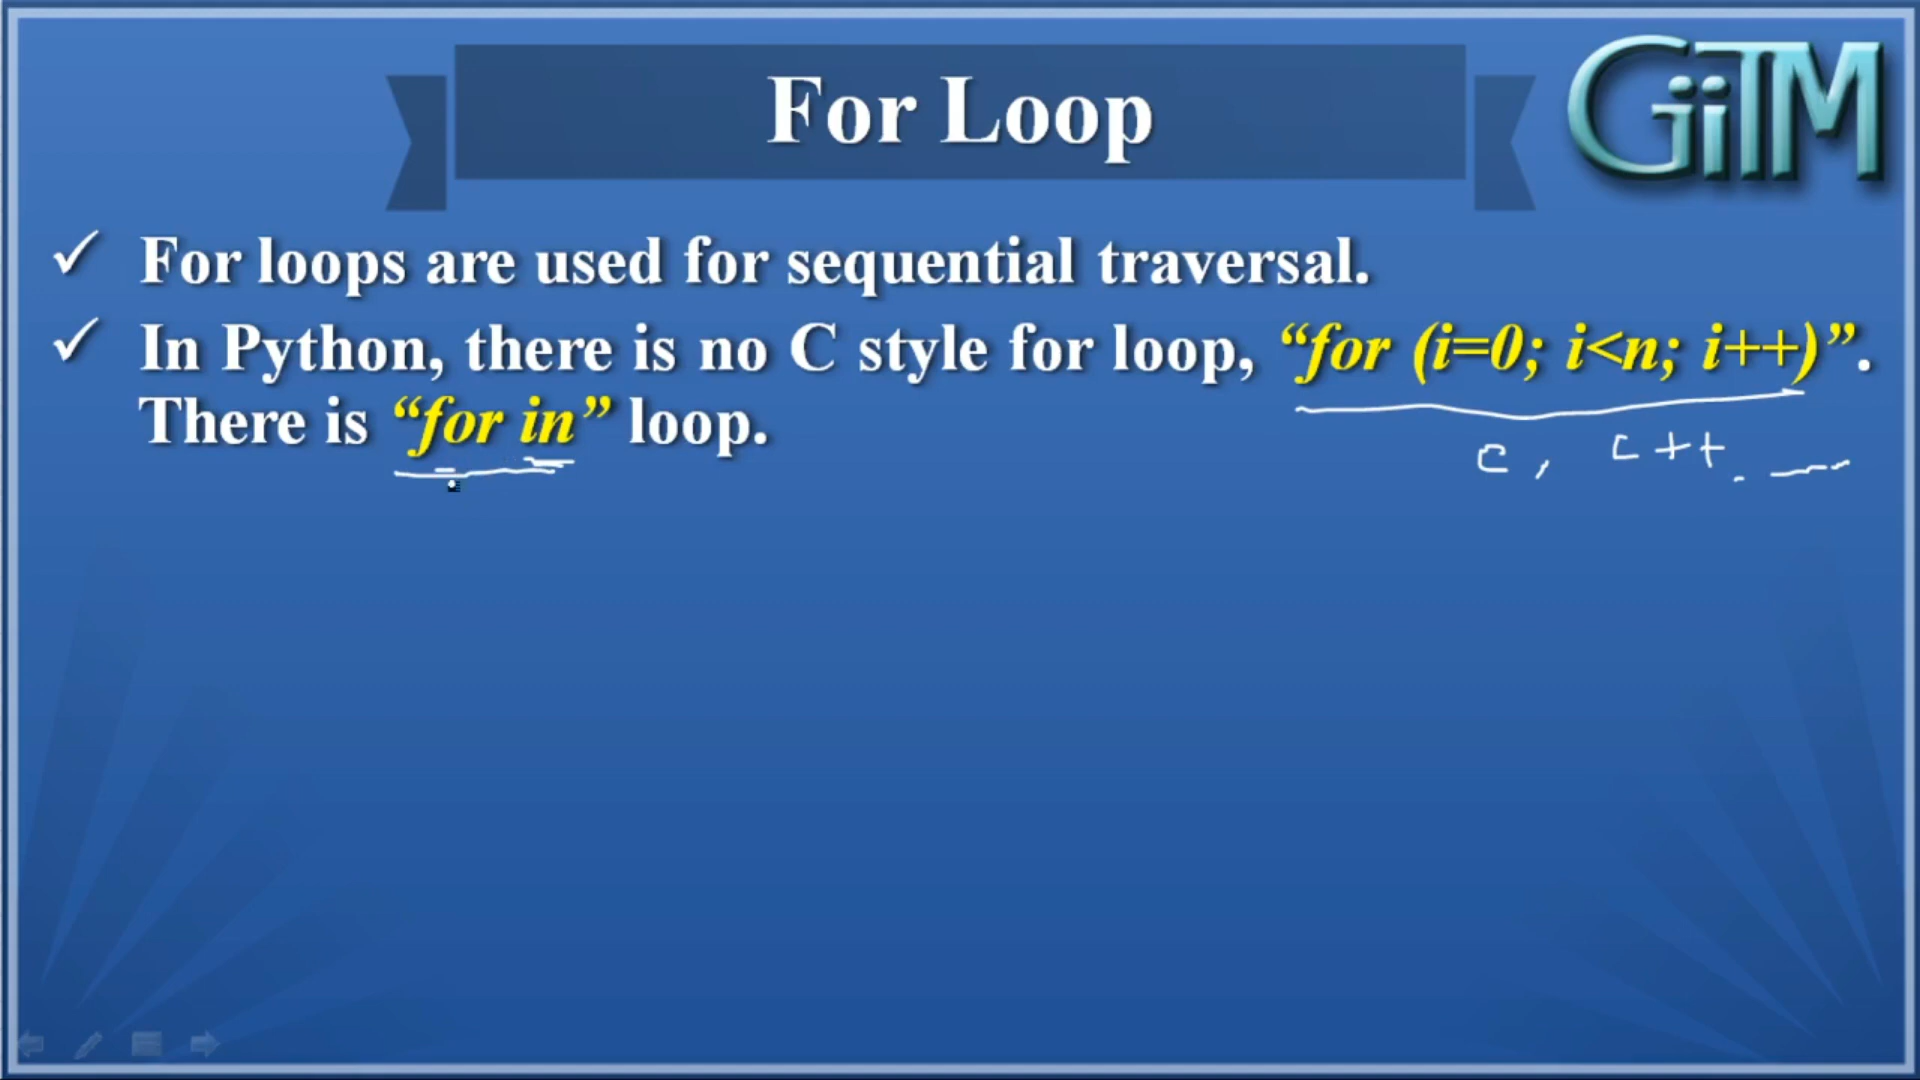 For Loop
GiiTM
✓ For loops are used for sequential traversal.
✓ In Python, there is no C style for loop, “for (i=0; i<n; i++)”.
There is “for in” loop.
C, C++.